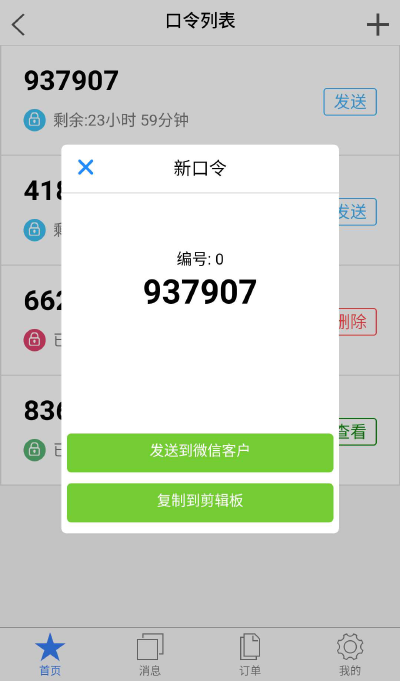 口令列表
937907
发送
剩余:23小时 59分钟
新口令
418
发送
剩
编号: 0
937907
662
删除
已
836
查看
已
发送到微信客户
复制到剪辑板
首页
消息
订单
我的